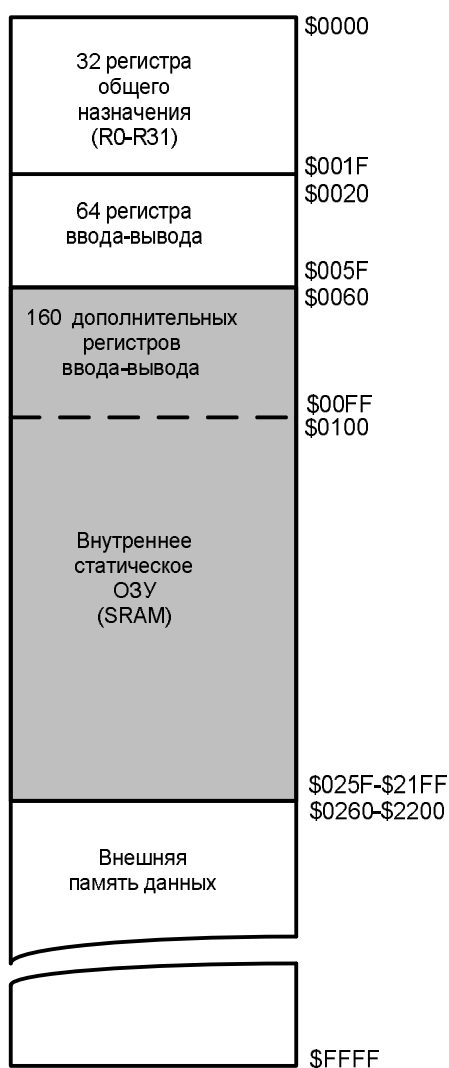 $0000
32 регистра
общего
назначения
(R0-R31)
$001F
$0020
64 регистра
ввода-вывода
$005F
$0060
160 дополнительных
регистров
ввода-вывода
$00FF
$0100
Внутреннее
статическое
ОЗУ
(SRAM)
$025F-$21FF
$0260-$2200
Внешняя
память данных
$FFFF